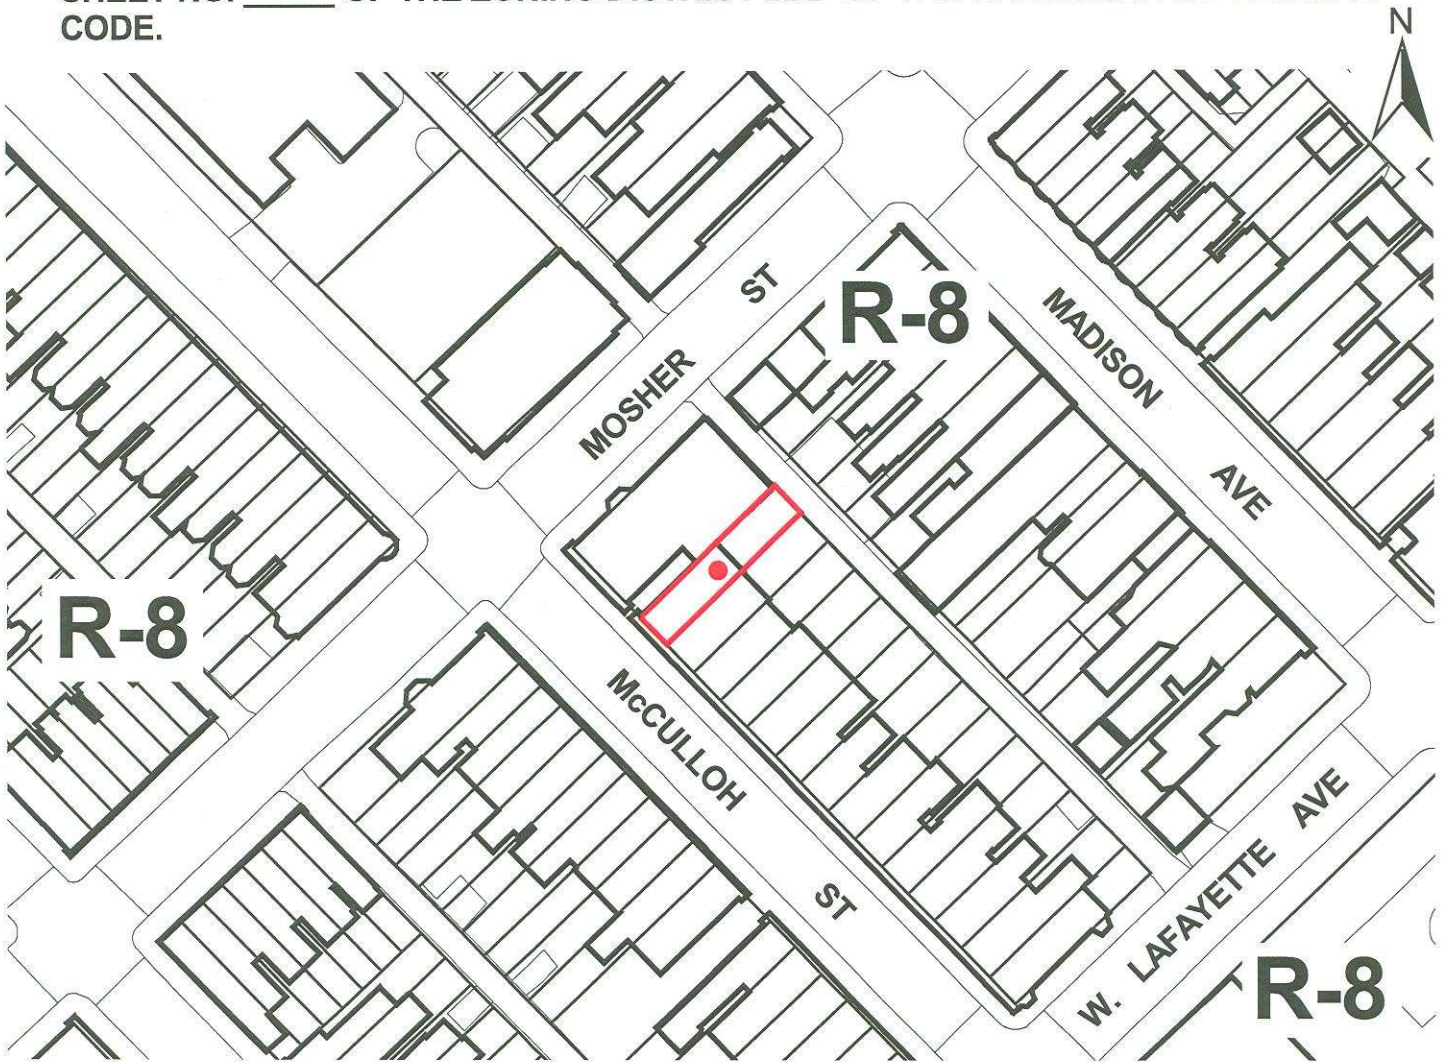 CODE.
N
R-8
MOSHER ST
MADISON AVE
R-8
McCULLOH ST
W. LAFAYETTE AVE
R-8